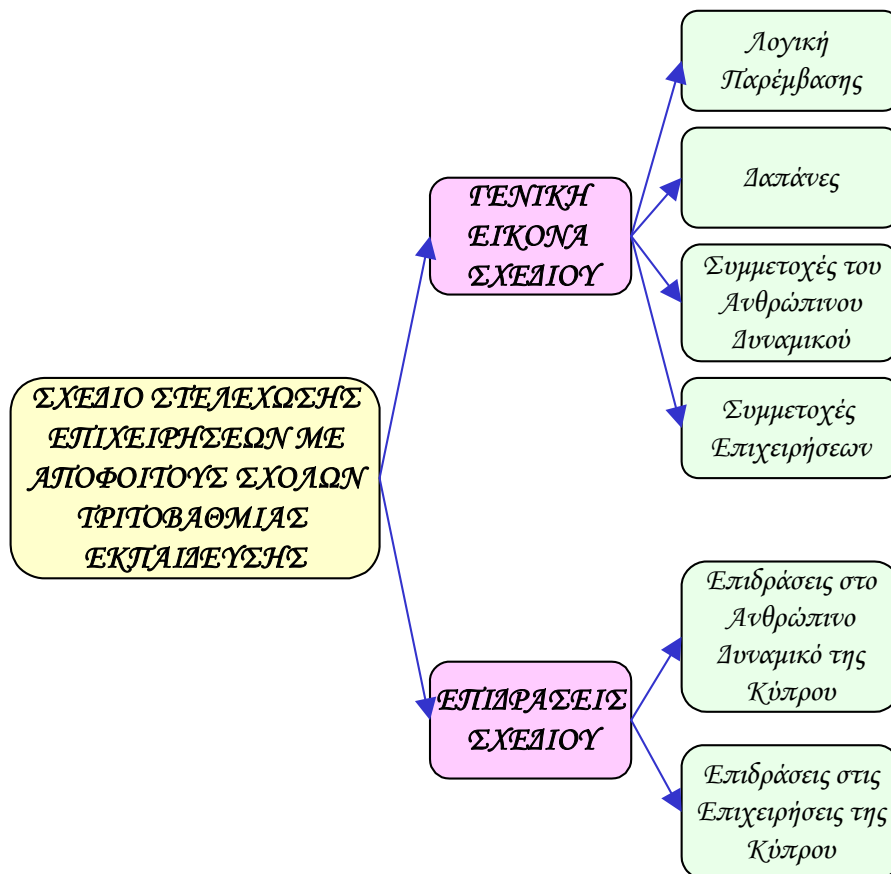 Λογική
Παρέμβασης
Δαπάνες
ΓΕΝΙΚΗ
ΕΙΚΟΝΑ
ΣΧΕΔΙΟΥ
Συμμετοχές του
Ανθρώπινου
Δυναμικού
Συμμετοχές
Επιχειρήσεων
ΣΧΕΔΙΟ ΣΤΕΛΕΧΩΣΗΣ
ΕΠΙΧΕΙΡΗΣΕΩΝ ΜΕ
ΑΠΟΦΟΙΤΟΥΣ ΣΧΟΛΩΝ
ΤΡΙΤΟΒΑΘΜΙΑΣ
ΕΚΠΑΙΔΕΥΣΗΣ
Επιδράσεις στο
Ανθρώπινο
Δυναμικό της
Κύπρου
ΕΠΙΔΡΑΣΕΙΣ
ΣΧΕΔΙΟΥ
Επιδράσεις στις
Επιχειρήσεις της
Κύπρου